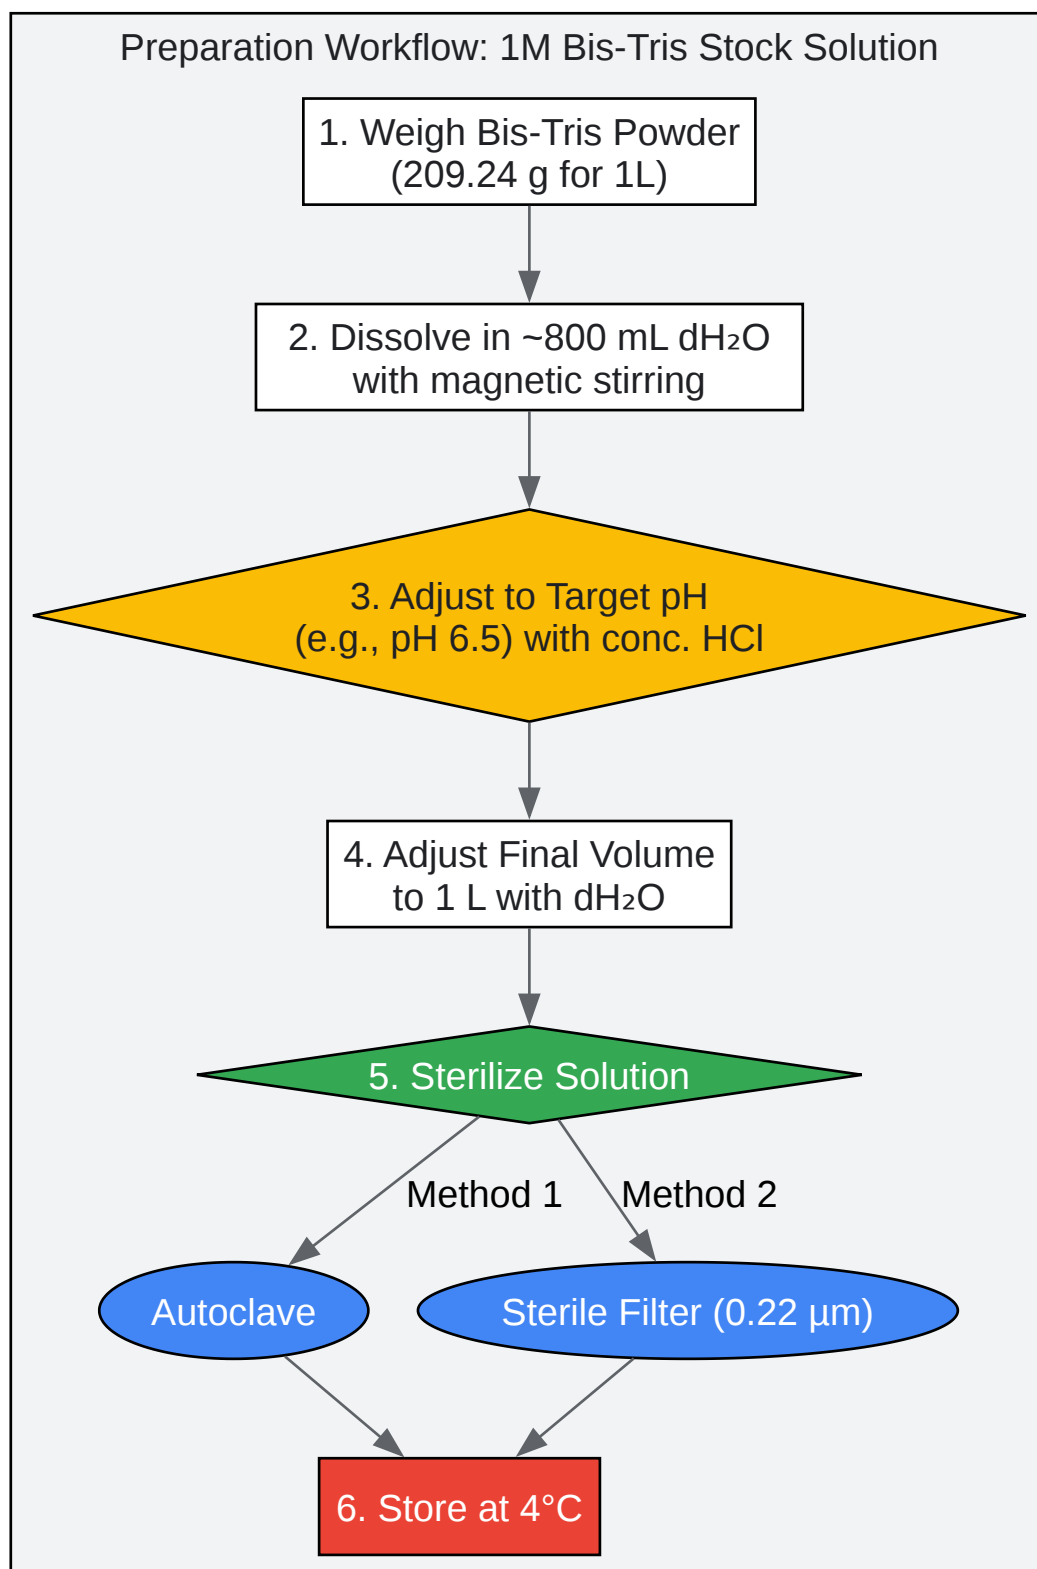 Preparation Workflow: 1M Bis-Tris Stock Solution
1. Weigh Bis-Tris Powder
(209.24 g for 1L)
2. Dissolve in ~800 mL dH₂O
with magnetic stirring
3. Adjust to Target pH
(e.g., pH 6.5) with conc. HCl
4. Adjust Final Volume
to 1 L with dH₂O
5. Sterilize Solution
Method 1
Method 2
Autoclave
Sterile Filter (0.22 µm)
6. Store at 4°C